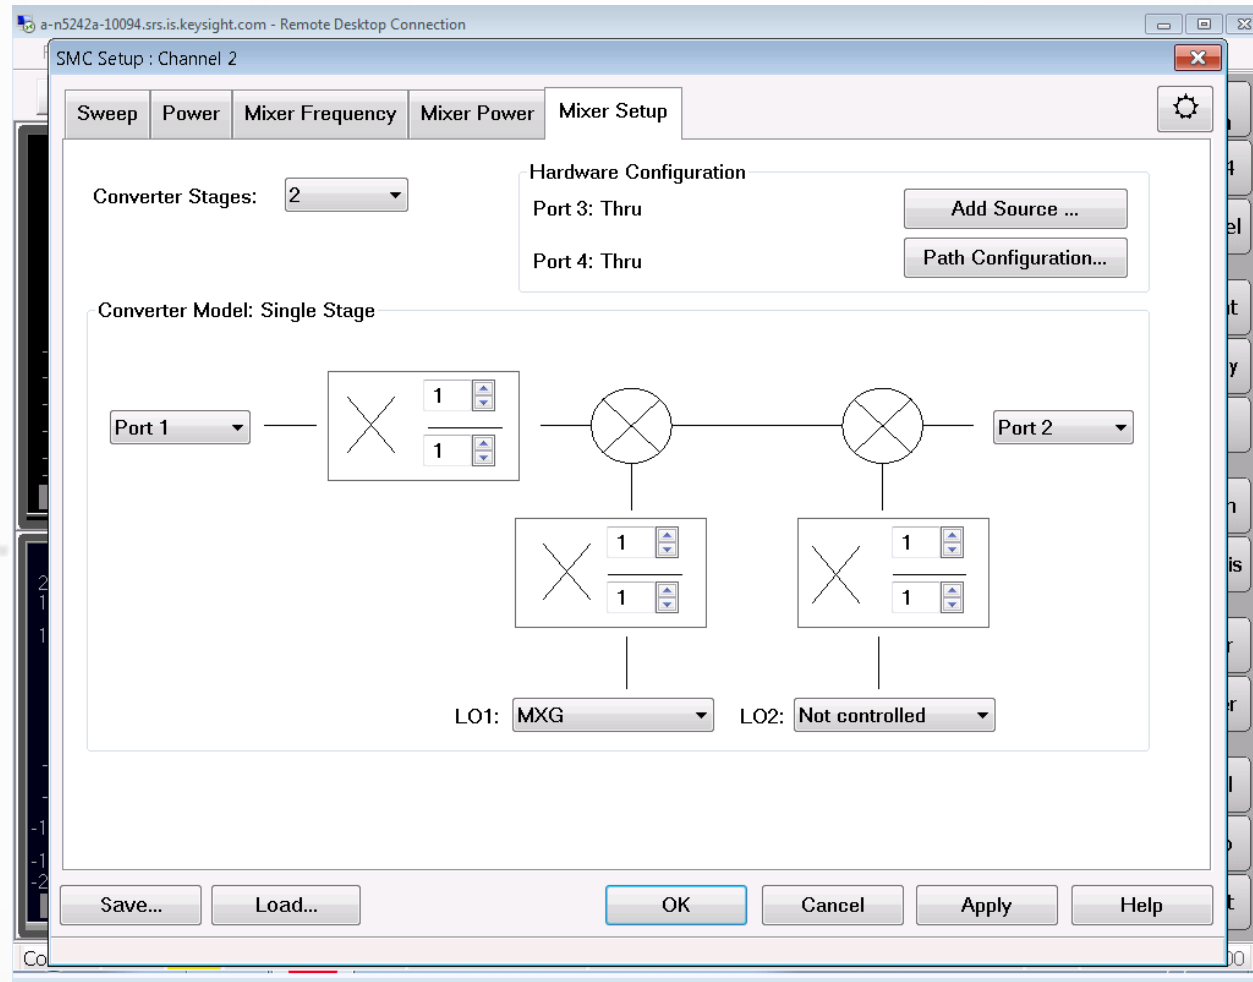 a-n5242a-10094.srs.is.keysight.com - Remote Desktop Connection
SMC Setup : Channel 2
Sweep Power Mixer Frequency Mixer Power Mixer Setup
Converter Stages: 2
Hardware Configuration
Port 3: Thru
Add Source ...
Port 4: Thru
Path Configuration...
Converter Model: Single Stage
Port 1
1
1
Port 2
1
1
1
1
LO1: MXG
LO2: Not controlled
Save... Load... OK Cancel Apply Help